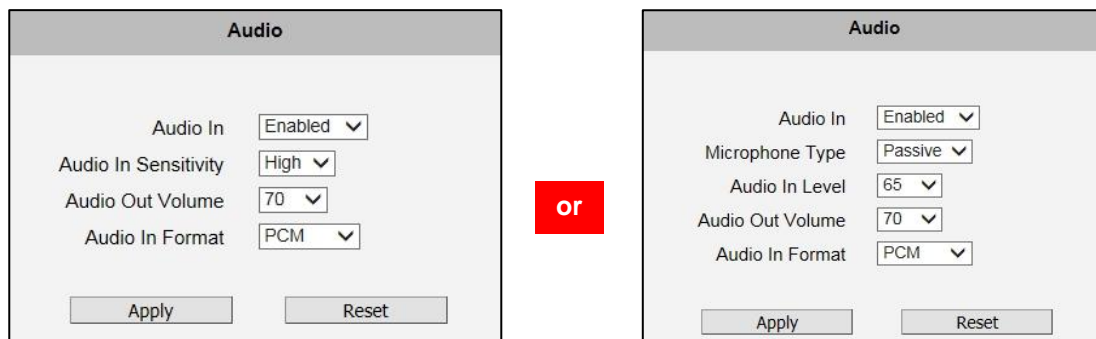 Audio
Audio In Enabled
Audio In Sensitivity High
Audio Out Volume 70
Audio In Format PCM
Apply Reset
or
Audio
Audio In Enabled
Microphone Type Passive
Audio In Level 65
Audio Out Volume 70
Audio In Format PCM
Apply Reset